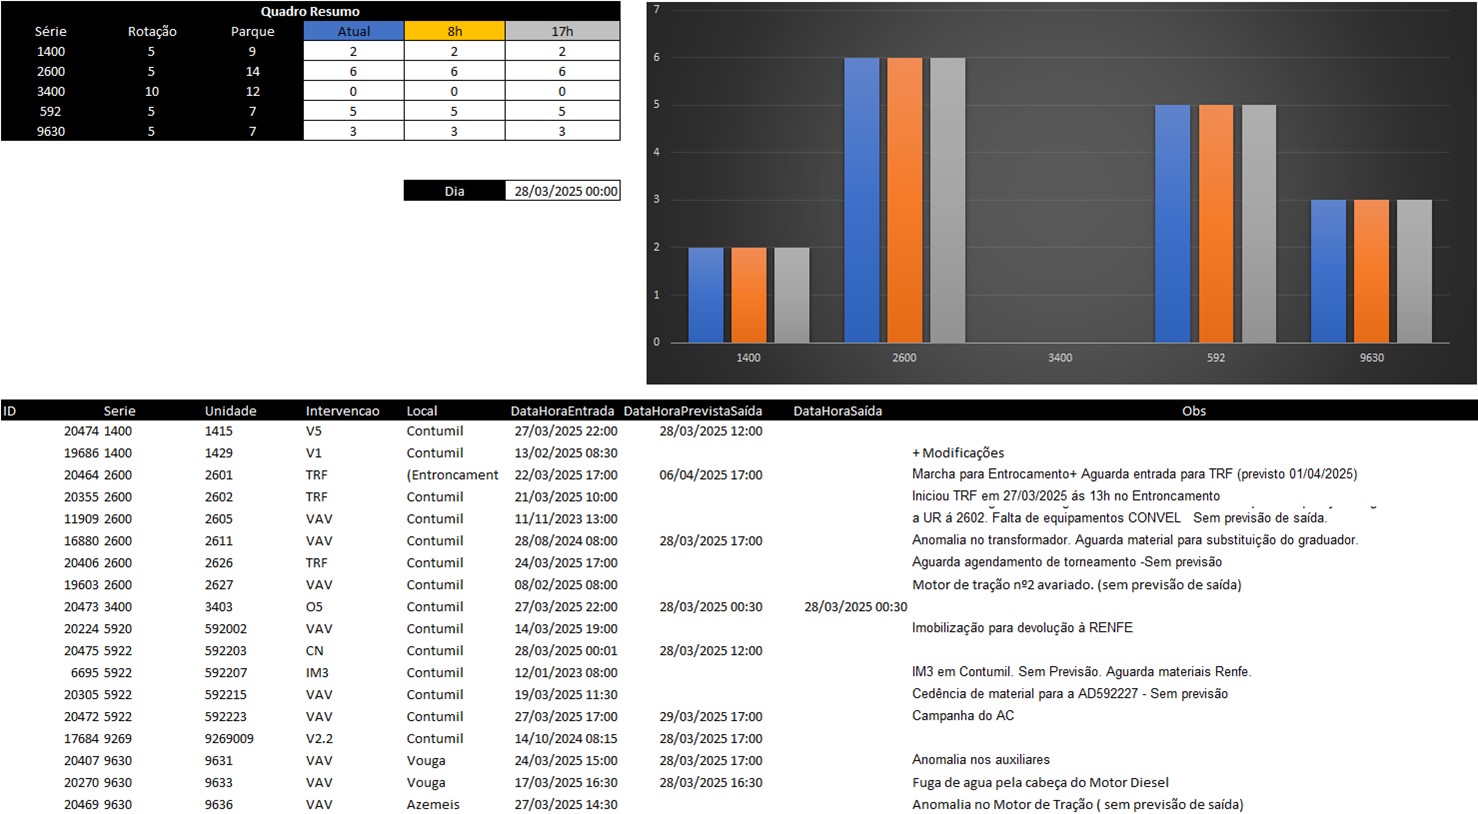 Quadro Resumo
Série Rotação Parque Atual 8h 17h
1400 5 9 2 2 2
2600 5 14 6 6 6
3400 10 12 0 0 0
592 5 7 5 5 5
9630 5 7 3 3 3
Dia 28/03/2025 00:00
7
6
5
4
3
2
1
0
1400 2600 3400 592 9630
ID Serie Unidade Intervencao Local DataHoraEntrada DataHoraPrevistaSaída DataHoraSaída Obs
20474 1400 1415 V5 Contumil 27/03/2025 22:00 28/03/2025 12:00
19686 1400 1429 V1 Contumil 13/02/2025 08:30 + Modificações
20464 2600 2601 TRF (Entroncament 22/03/2025 17:00 06/04/2025 17:00 Marcha para Entrocamento+ Aguarda entrada para TRF (previsto 01/04/2025)
20355 2600 2602 TRF Contumil 21/03/2025 10:00 Iniciou TRF em 27/03/2025 ás 13h no Entroncamento
11909 2600 2605 VAV Contumil 11/11/2023 13:00 a UR á 2602. Falta de equipamentos CONVEL Sem previsão de saída.
16880 2600 2611 VAV Contumil 28/08/2024 08:00 28/03/2025 17:00 Anomalia no transformador. Aguarda material para substituição do graduador.
20406 2600 2626 TRF Contumil 24/03/2025 17:00 Aguarda agendamento de torneamento -Sem previsão
19603 2600 2627 VAV Contumil 08/02/2025 08:00 Motor de tração nº2 avariado. (sem previsão de saída)
20473 3400 3403 O5 Contumil 27/03/2025 22:00 28/03/2025 00:30 28/03/2025 00:30
20224 5920 592002 VAV Contumil 14/03/2025 19:00 Imobilização para devolução à RENFE
20475 5922 592203 CN Contumil 28/03/2025 00:01 28/03/2025 12:00
6695 5922 592207 IM3 Contumil 12/01/2023 08:00 IM3 em Contumil. Sem Previsão. Aguarda materiais Renfe.
20305 5922 592215 VAV Contumil 19/03/2025 11:30 Cedência de material para a AD592227 - Sem previsão
20472 5922 592223 VAV Contumil 27/03/2025 17:00 29/03/2025 17:00 Campanha do AC
17684 9269 9269009 V2.2 Contumil 14/10/2024 08:15 28/03/2025 17:00
20407 9630 9631 VAV Vouga 24/03/2025 15:00 28/03/2025 17:00 Anomalia nos auxiliares
20270 9630 9633 VAV Vouga 17/03/2025 16:30 28/03/2025 16:30 Fuga de agua pela cabeça do Motor Diesel
20469 9630 9636 VAV Azemeis 27/03/2025 14:30 Anomalia no Motor de Tração ( sem previsão de saída)